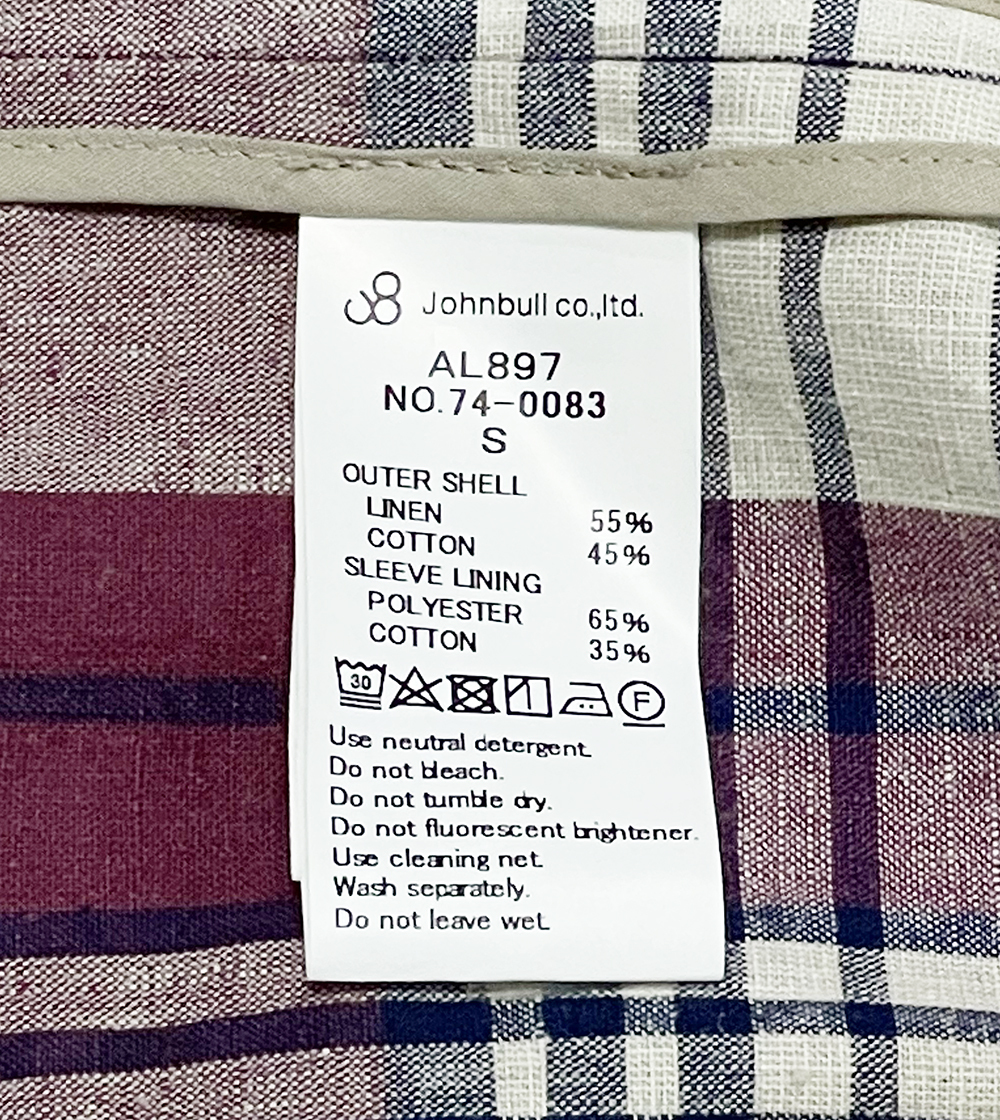 Johnbull co.,ltd.
AL897
NO.74-0083
S
OUTER SHELL
LINEN 55%
COTTON 45%
SLEEVE LINING
POLYESTER 65%
COTTON 35%
30 F
Use neutral detergent.
Do not bleach.
Do not tumble dry.
Do not fluorescent brightener.
Use cleaning net.
Wash separately.
Do not leave wet.